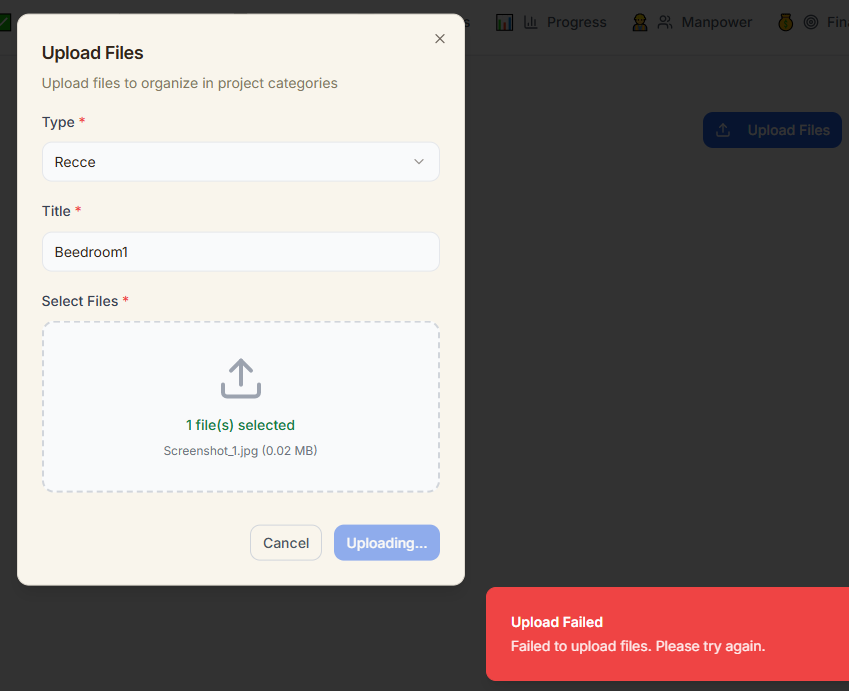 Progress
Manpower
Upload Files
Upload files to organize in project categories
Type *
Recce
Title *
Beedroom1
Select Files *
1 file(s) selected
Screenshot_1.jpg (0.02 MB)
Cancel
Uploading...
Upload Files
Upload Failed
Failed to upload files. Please try again.